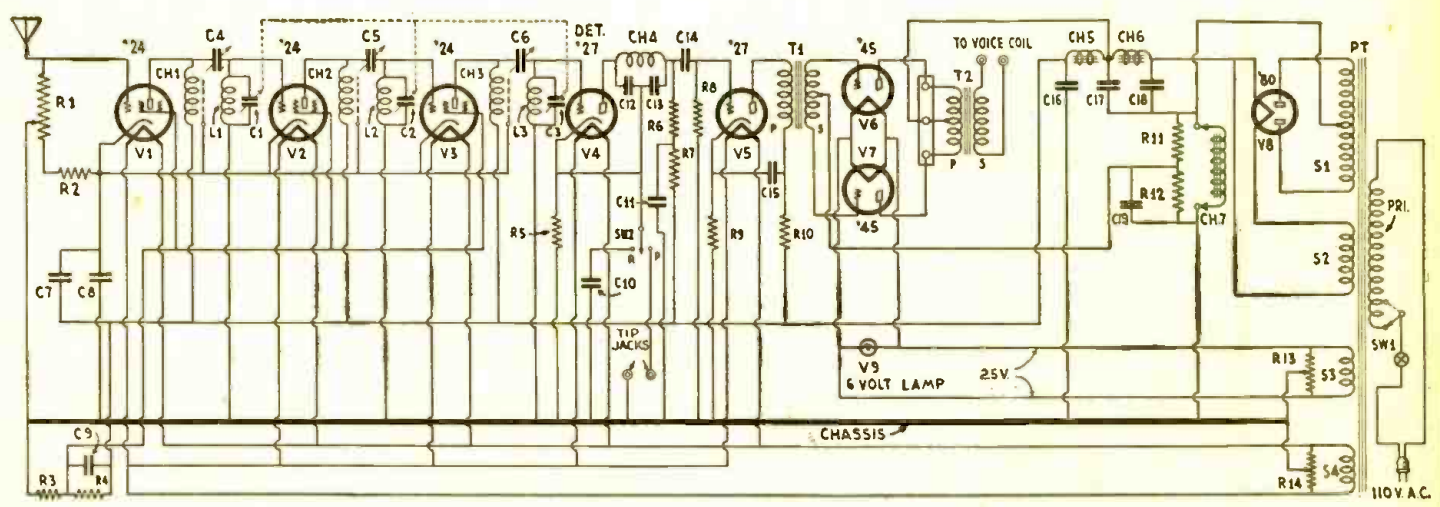 '24 C4 '24 C5 '24 C6 DET. '27 CH4 C14 '27 T1 '45 TO VOICE COIL CH5 CH6 '80 PT
CH1 CH2 CH3 C12 C13 R8 T2 C16 C17 C18
R1 L1 C1 L2 C2 L3 C3 R6 P S V6 R11 V8 S1
V1 V2 V3 V4 R7 V5 V7 P S
R2 C15 R12 C19 CH.7 PRI.
C11 '45
R5 SW2 R9 R10 S2
R P
C7 C8 C10
TIP JACKS
V9 SW1
6 VOLT LAMP 2.5V. R13 S3
C9 CHASSIS
R3 R4 R14 S4
110 V. A.C.